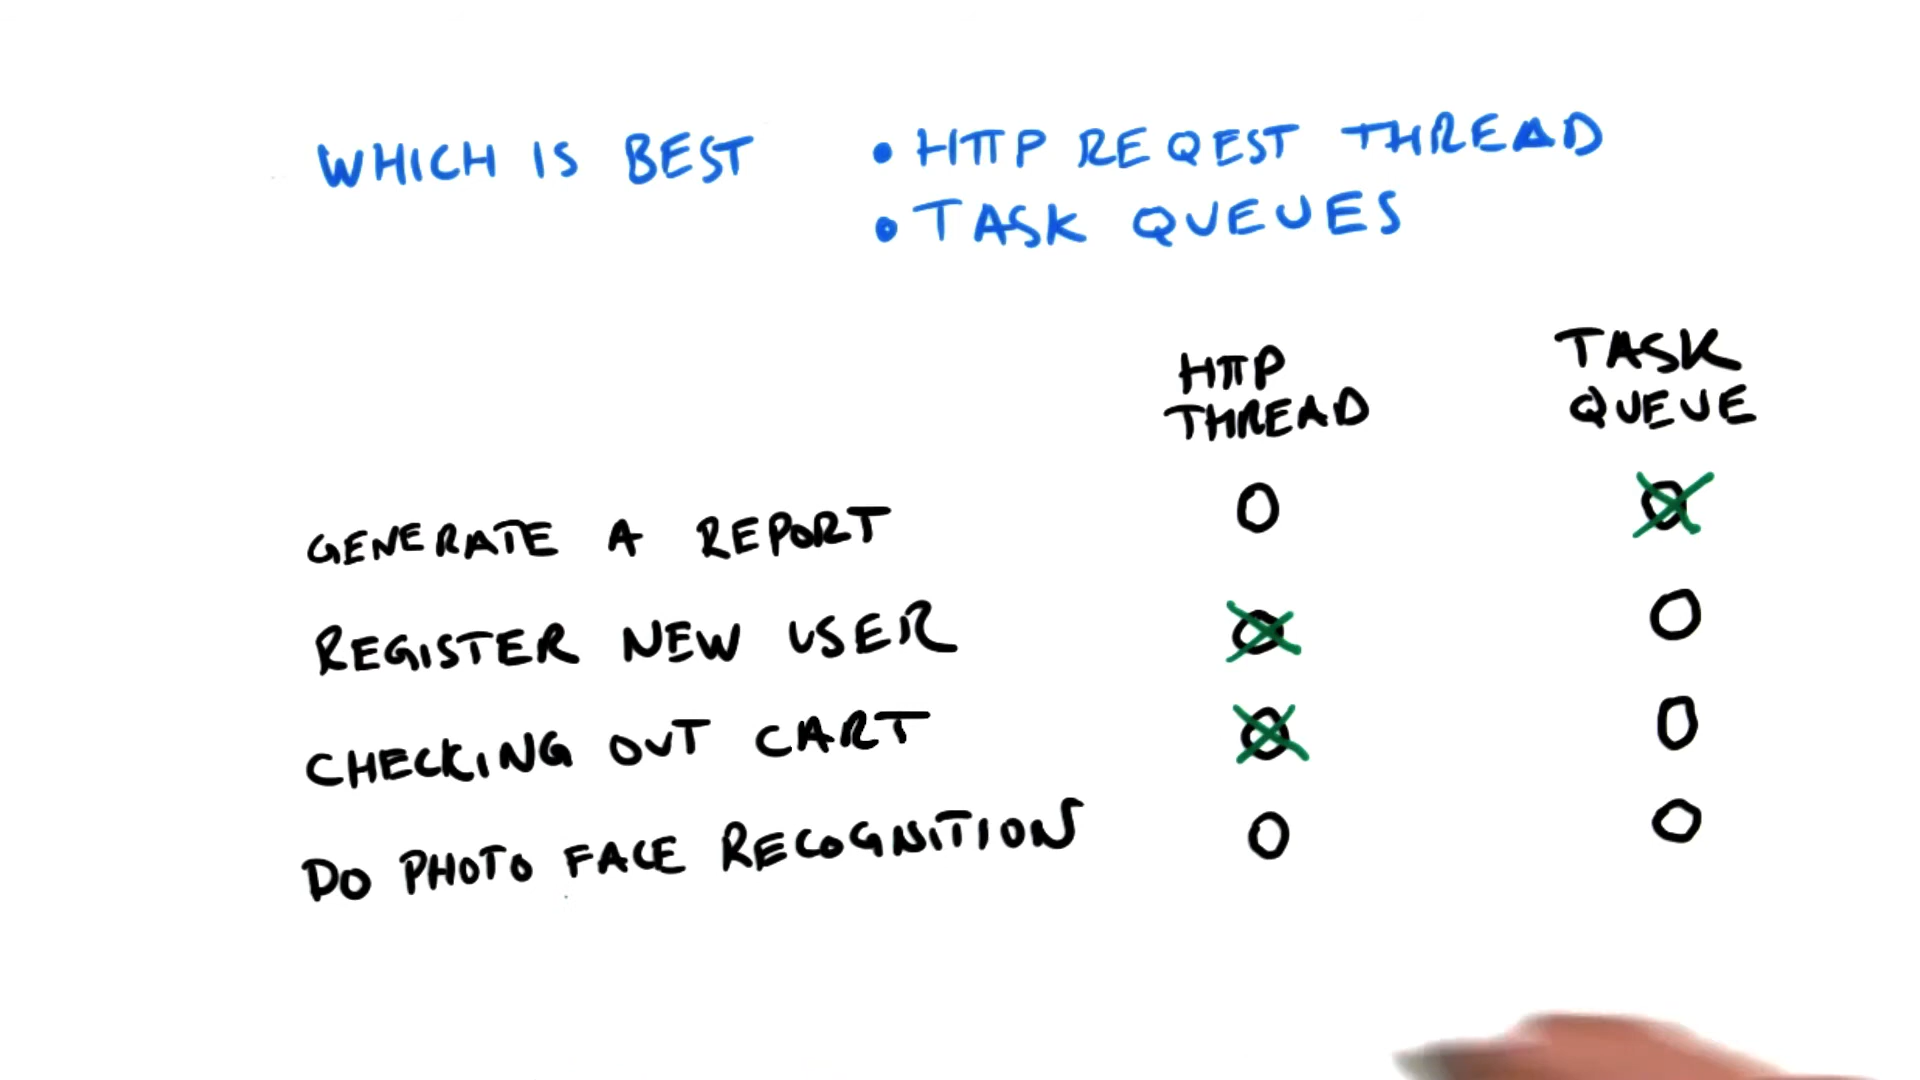 WHICH IS BEST • HTTP REQEST THREAD
• TASK QUEUES
HTTP THREAD
TASK QUEUE
GENERATE A REPORT
REGISTER NEW USER
CHECKING OUT CART
DO PHOTO FACE RECOGNITION